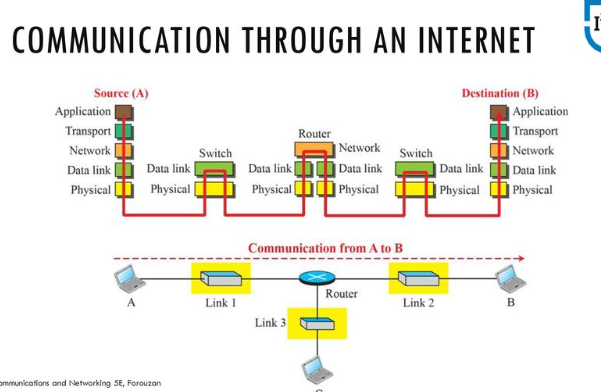 COMMUNICATION THROUGH AN INTERNET
Source (A)
Destination (B)
Application
Transport
Network
Data link
Physical
Switch
Data link
Physical
Router
Network
Data link
Data link
Physical
Physical
Switch
Data link
Physical
Application
Transport
Network
Data link
Physical
Communication from A to B
A
Link 1
Router
Link 2
B
Link 3
ommunications and Networking 5E, Forouzan